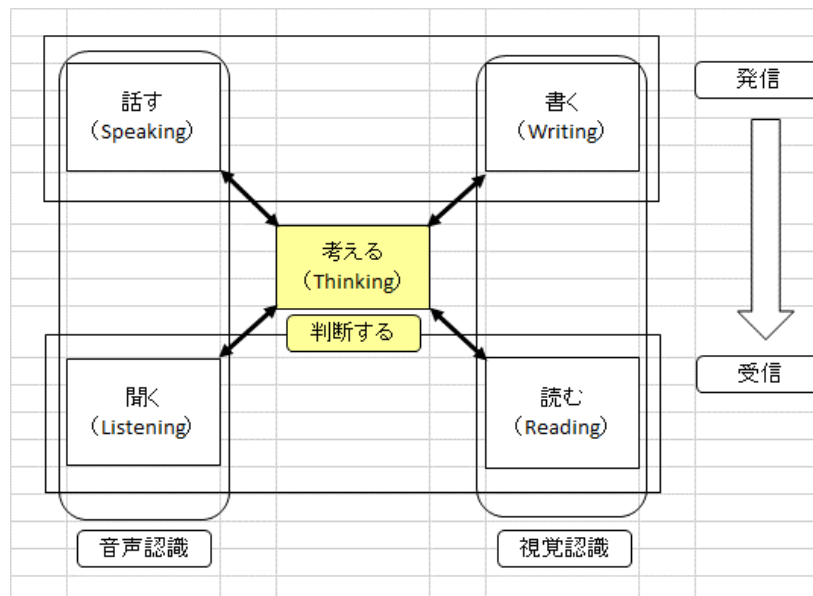 話す
（Speaking）
書く
（Writing）
発信
考える
（Thinking）
判断する
聞く
（Listening）
読む
（Reading）
受信
音声認識
視覚認識